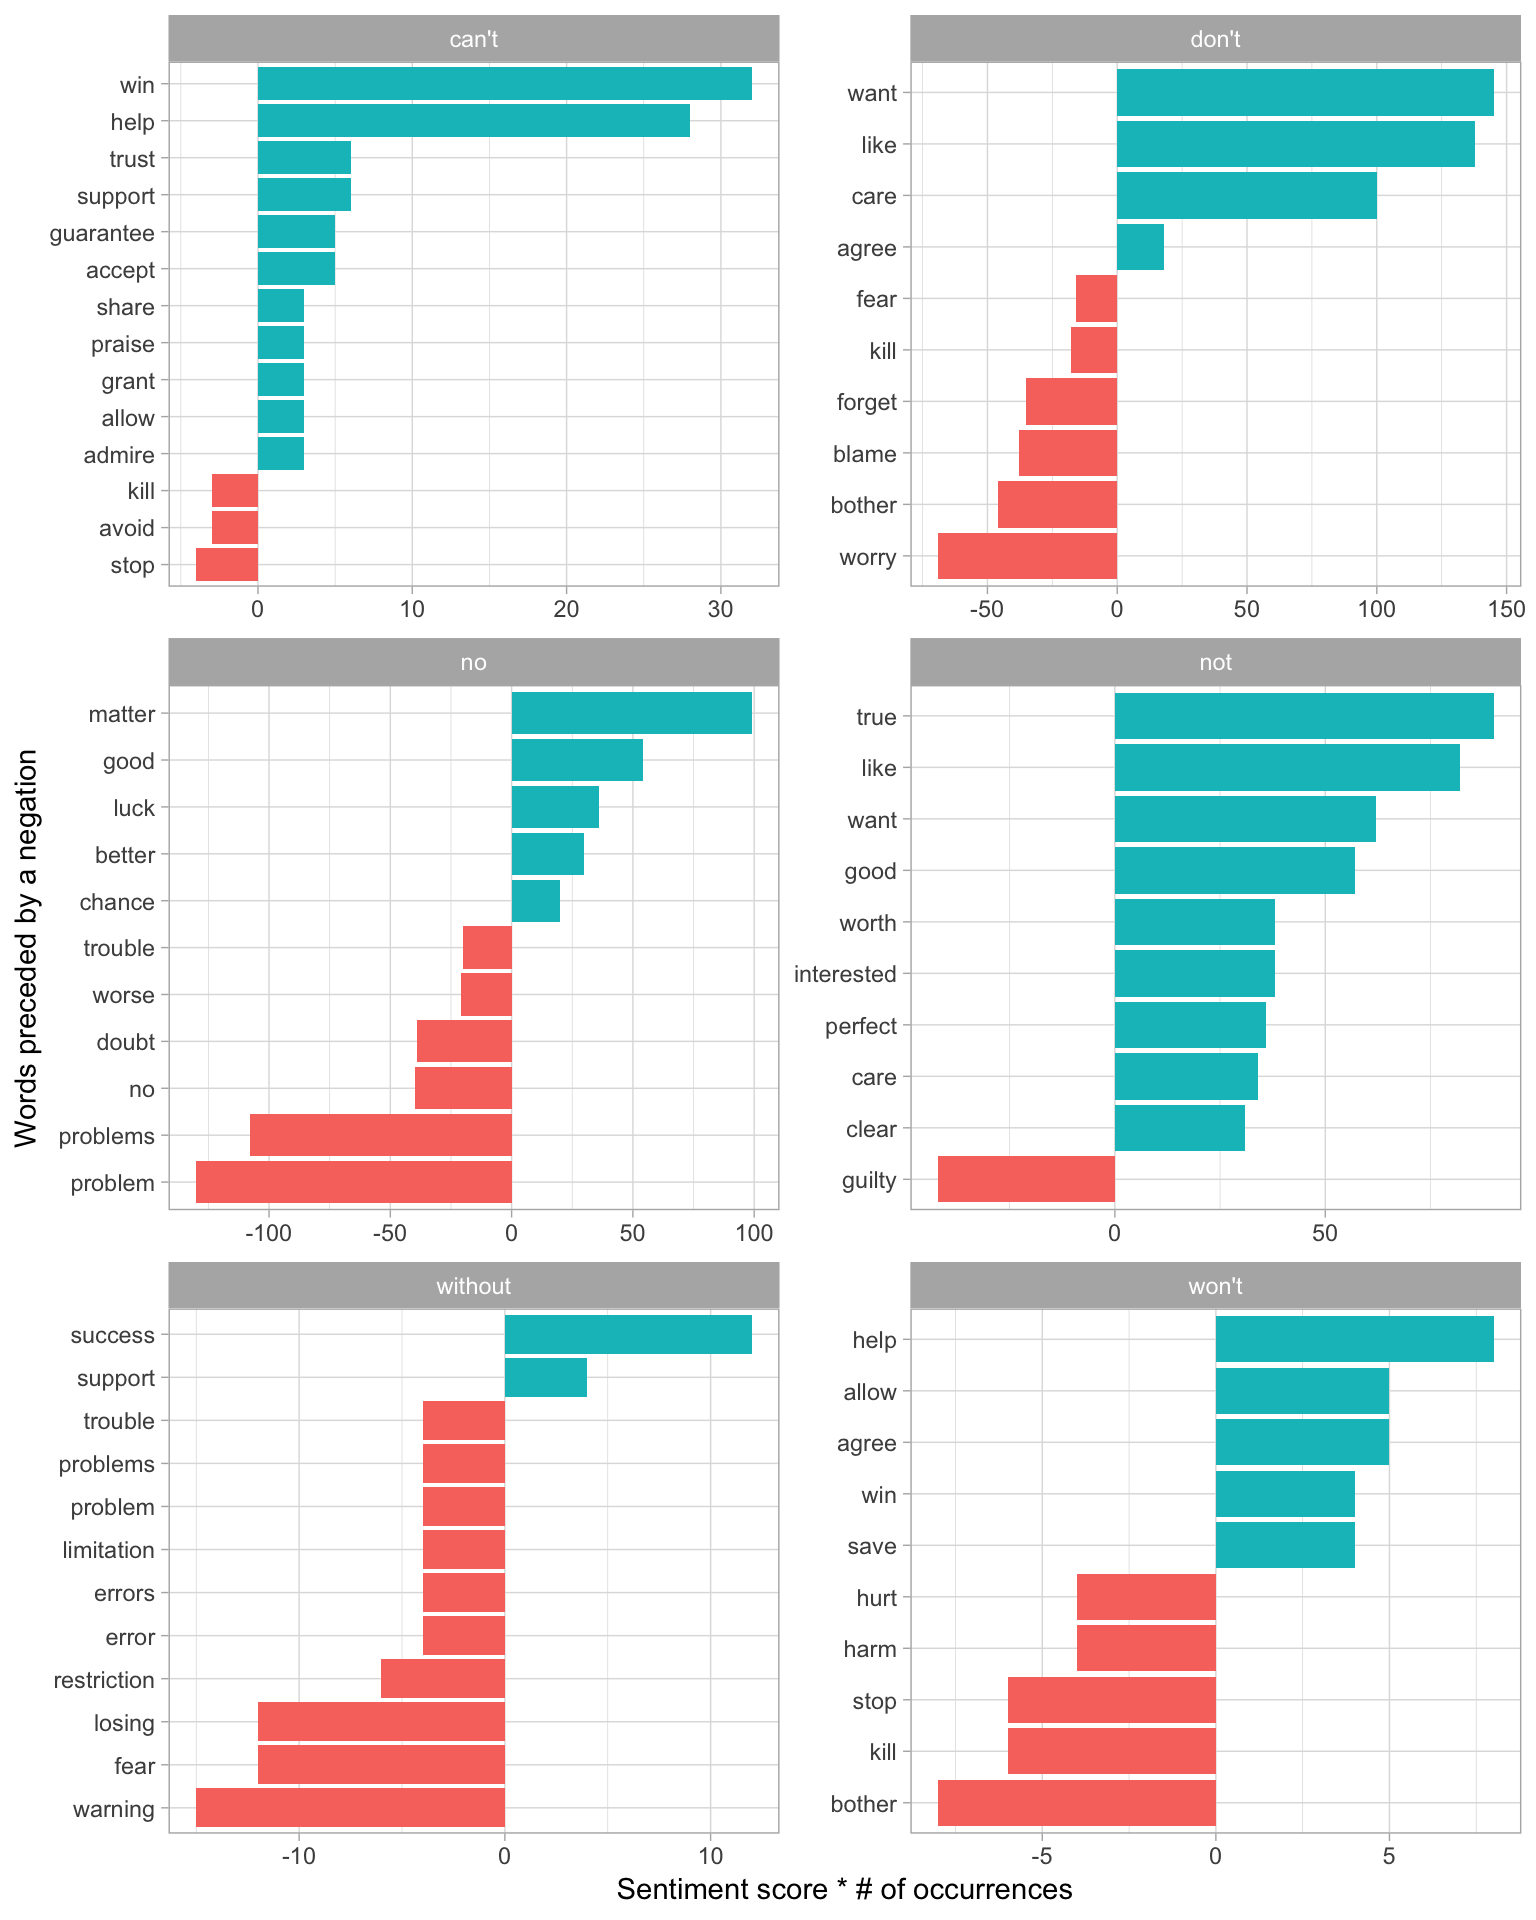 can't
win
help
trust
support
guarantee
accept
share
praise
grant
allow
admire
kill
avoid
stop
0 10 20 30
don't
want
like
care
agree
fear
kill
forget
blame
bother
worry
-50 0 50 100 150
Words preceded by a negation
no
matter
good
luck
better
chance
trouble
worse
doubt
no
problems
problem
-100 -50 0 50 100
not
true
like
want
good
worth
interested
perfect
care
clear
guilty
0 50
without
success
support
trouble
problems
problem
limitation
errors
error
restriction
losing
fear
warning
-10 0 10
won't
help
allow
agree
win
save
hurt
harm
stop
kill
bother
-5 0 5
Sentiment score * # of occurrences